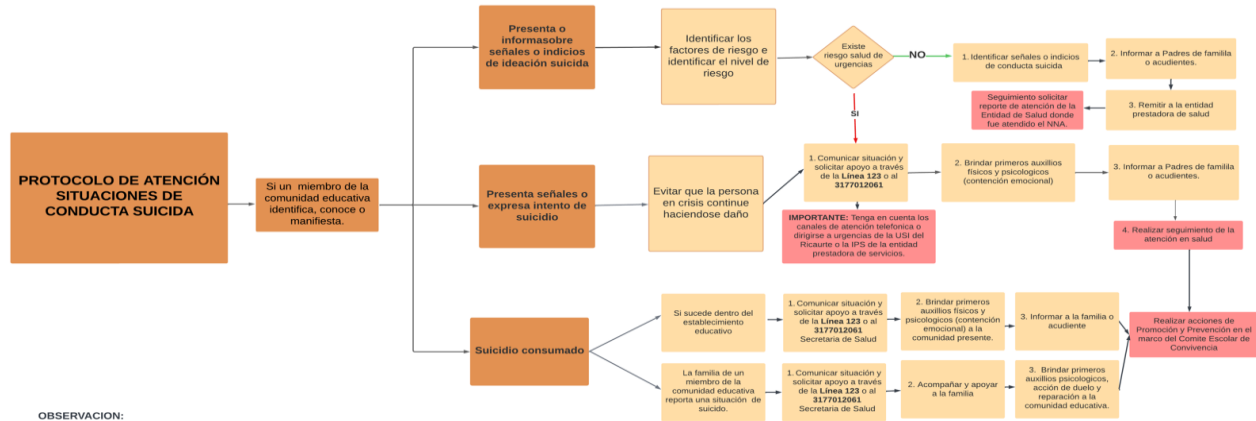 PROTOCOLO DE ATENCIÓN
SITUACIONES DE
CONDUCTA SUICIDA
Si un miembro de la
comunidad educativa
identifica, conoce o
manifiesta.
Presenta o
informasobre
señales o indicios
de ideación suicida
Identificar los
factores de riesgo e
identificar el nivel de
riesgo
Existe
riesgo salud de
urgencias
NO
1. Identificar señales o indicios
de conducta suicida
2. Informar a Padres de familila
o acudientes.
3. Remitir a la entidad
prestadora de salud
Seguimiento solicitar
reporte de atención de la
Entidad de Salud donde
fue atendido el NNA.
SI
Presenta señales o
expresa intento de
suicidio
Evitar que la persona
en crisis continue
haciendose daño
1. Comunicar situación y
solicitar apoyo a través
de la Línea 123 o al
3177012061
2. Brindar primeros auxilios
físicos y psicologicos
(contención emocional)
3. Informar a Padres de familila
o acudientes.
IMPORTANTE: Tenga en cuenta los
canales de atención telefonica o
dirigirse a urgencias de la USI del
Ricaurte o la IPS de la entidad
prestadora de servicios.
4. Realizar seguimiento de la
atención en salud
Suicidio consumado
Si sucede dentro del
establecimiento
educativo
1. Comunicar situación y
solicitar apoyo a través
de la Línea 123 o al
3177012061
Secretaria de Salud
2. Brindar primeros
auxilios físicos y
psicologicos (contención
emocional) a la
comunidad presente.
3. Informar a la familia o
acudiente
Realizar acciones de
Promoción y Prevención en el
marco del Comite Escolar de
Convivencia
La familia de un
miembro de la
comunidad educativa
reporta una situación de
suicido.
1. Comunicar situación y
solicitar apoyo a través
de la Línea 123 o al
3177012061
Secretaria de Salud
2. Acompañar y apoyar
a la familia
3. Brindar primeros
auxilios psicologicos,
acción de duelo y
reparación a la
comunidad educativa.
OBSERVACION: